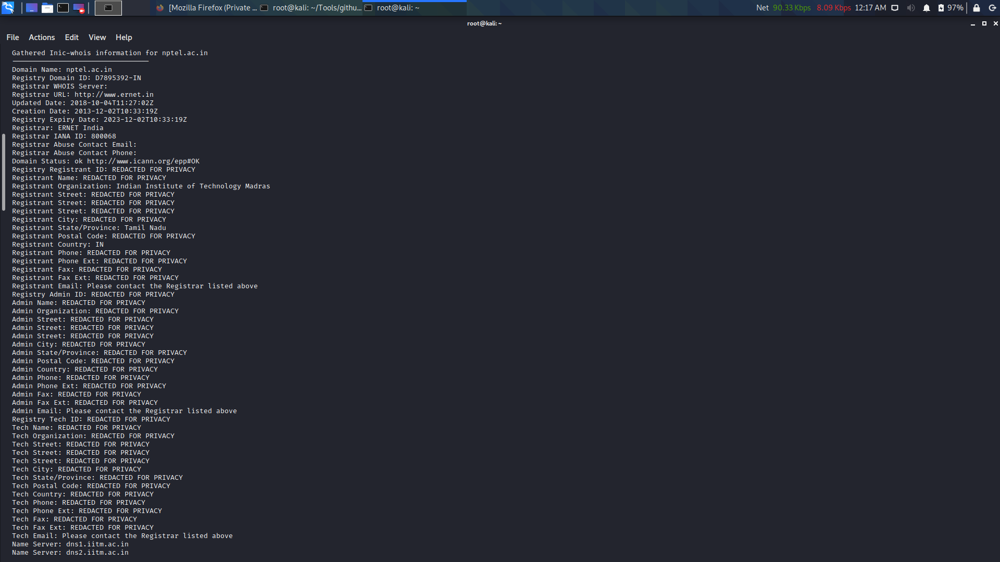 [Mozilla Firefox (Private ...
root@kali: ~/Tools/githu...
root@kali: ~
Net 90.33 Kbps 8.09 Kbps 12:17 AM 97%
root@kali: ~
File Actions Edit View Help
Gathered Inic-whois information for nptel.ac.in
Domain Name: nptel.ac.in
Registry Domain ID: D7895392-IN
Registrar WHOIS Server:
Registrar URL: http://www.ernet.in
Updated Date: 2018-10-04T11:27:02Z
Creation Date: 2013-12-02T10:33:19Z
Registry Expiry Date: 2023-12-02T10:33:19Z
Registrar: ERNET India
Registrar IANA ID: 800068
Registrar Abuse Contact Email:
Registrar Abuse Contact Phone:
Domain Status: ok http://www.icann.org/epp#OK
Registry Registrant ID: REDACTED FOR PRIVACY
Registrant Name: REDACTED FOR PRIVACY
Registrant Organization: Indian Institute of Technology Madras
Registrant Street: REDACTED FOR PRIVACY
Registrant Street: REDACTED FOR PRIVACY
Registrant Street: REDACTED FOR PRIVACY
Registrant City: REDACTED FOR PRIVACY
Registrant State/Province: Tamil Nadu
Registrant Postal Code: REDACTED FOR PRIVACY
Registrant Country: IN
Registrant Phone: REDACTED FOR PRIVACY
Registrant Phone Ext: REDACTED FOR PRIVACY
Registrant Fax: REDACTED FOR PRIVACY
Registrant Fax Ext: REDACTED FOR PRIVACY
Registrant Email: Please contact the Registrar listed above
Registry Admin ID: REDACTED FOR PRIVACY
Admin Name: REDACTED FOR PRIVACY
Admin Organization: REDACTED FOR PRIVACY
Admin Street: REDACTED FOR PRIVACY
Admin Street: REDACTED FOR PRIVACY
Admin Street: REDACTED FOR PRIVACY
Admin City: REDACTED FOR PRIVACY
Admin State/Province: REDACTED FOR PRIVACY
Admin Postal Code: REDACTED FOR PRIVACY
Admin Country: REDACTED FOR PRIVACY
Admin Phone: REDACTED FOR PRIVACY
Admin Phone Ext: REDACTED FOR PRIVACY
Admin Fax: REDACTED FOR PRIVACY
Admin Fax Ext: REDACTED FOR PRIVACY
Admin Email: Please contact the Registrar listed above
Registry Tech ID: REDACTED FOR PRIVACY
Tech Name: REDACTED FOR PRIVACY
Tech Organization: REDACTED FOR PRIVACY
Tech Street: REDACTED FOR PRIVACY
Tech Street: REDACTED FOR PRIVACY
Tech Street: REDACTED FOR PRIVACY
Tech City: REDACTED FOR PRIVACY
Tech State/Province: REDACTED FOR PRIVACY
Tech Postal Code: REDACTED FOR PRIVACY
Tech Country: REDACTED FOR PRIVACY
Tech Phone: REDACTED FOR PRIVACY
Tech Phone Ext: REDACTED FOR PRIVACY
Tech Fax: REDACTED FOR PRIVACY
Tech Fax Ext: REDACTED FOR PRIVACY
Tech Email: Please contact the Registrar listed above
Name Server: dns1.iitm.ac.in
Name Server: dns2.iitm.ac.in